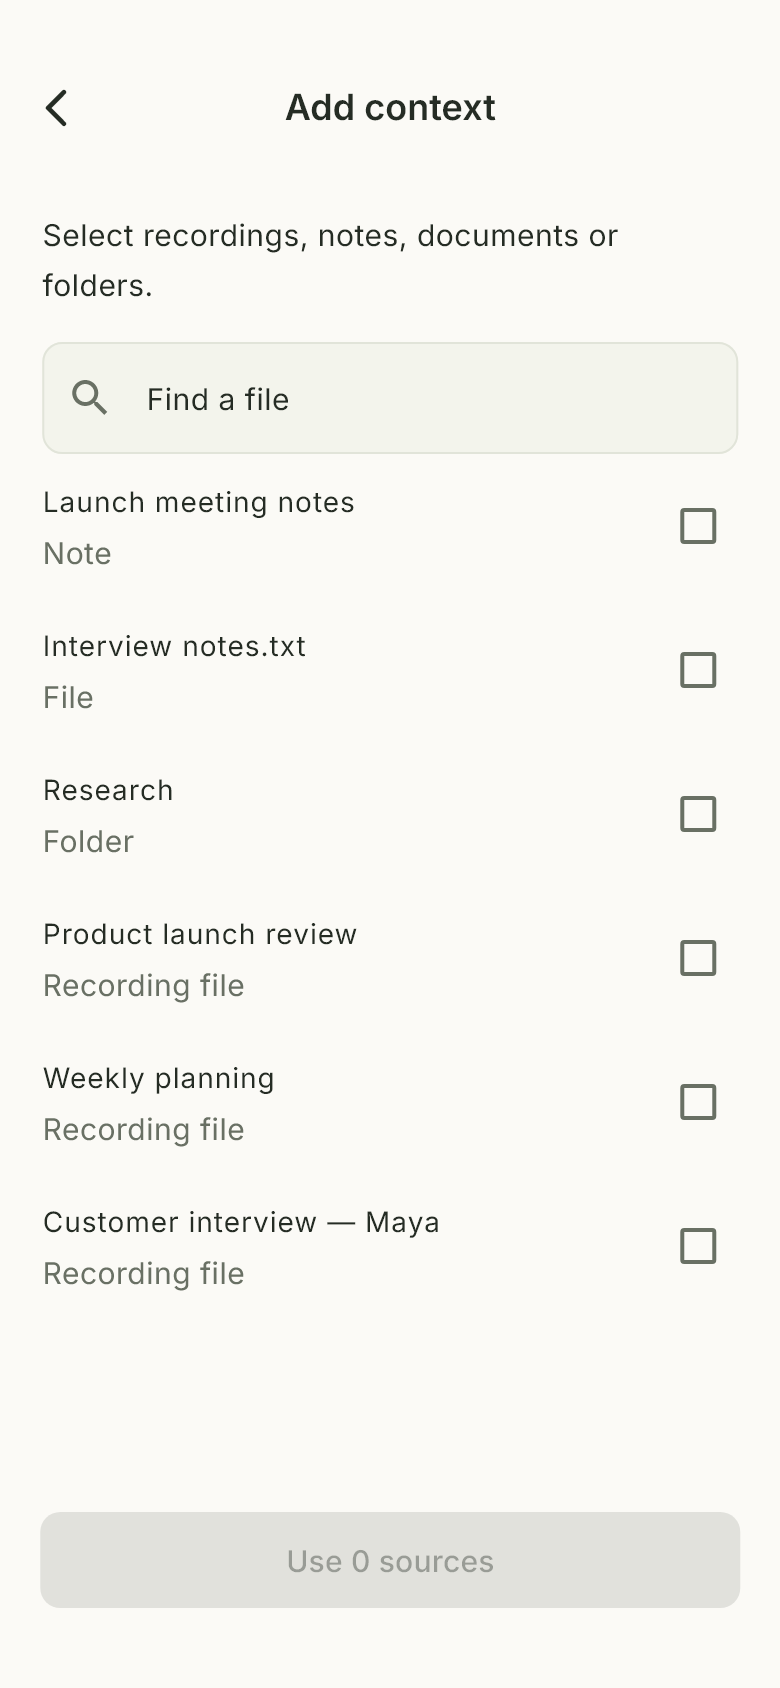 Add context
Select recordings, notes, documents or
folders.
Find a file
Launch meeting notes
Note
Interview notes.txt
File
Research
Folder
Product launch review
Recording file
Weekly planning
Recording file
Customer interview — Maya
Recording file
Use 0 sources